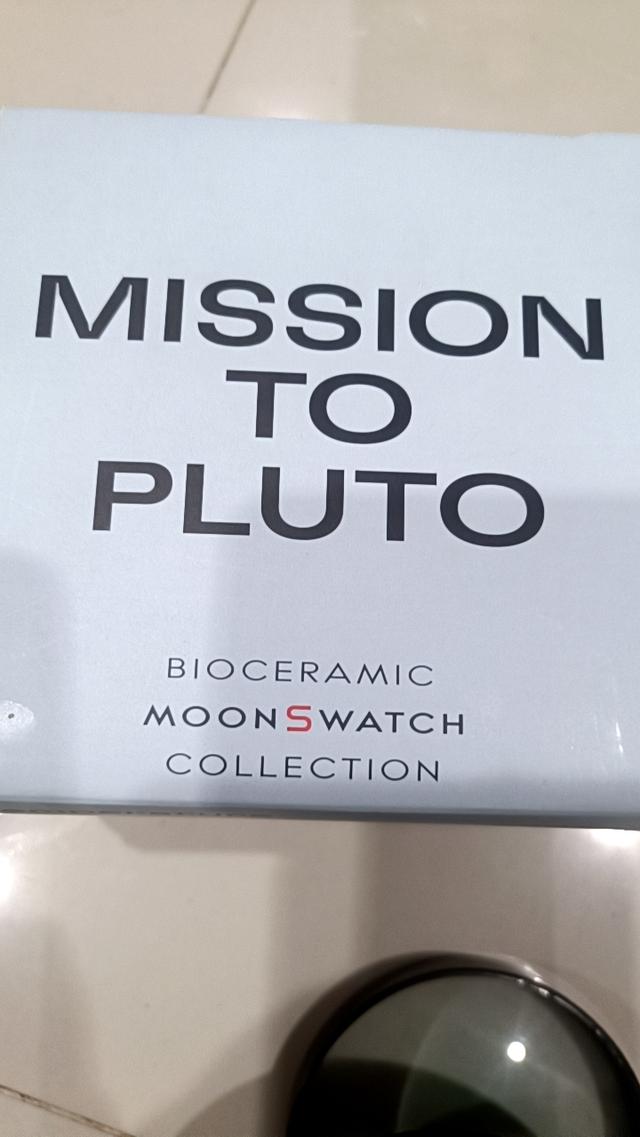 MISSION
TO
PLUTO
BIOCERAMIC
MOONSWATCH
COLLECTION